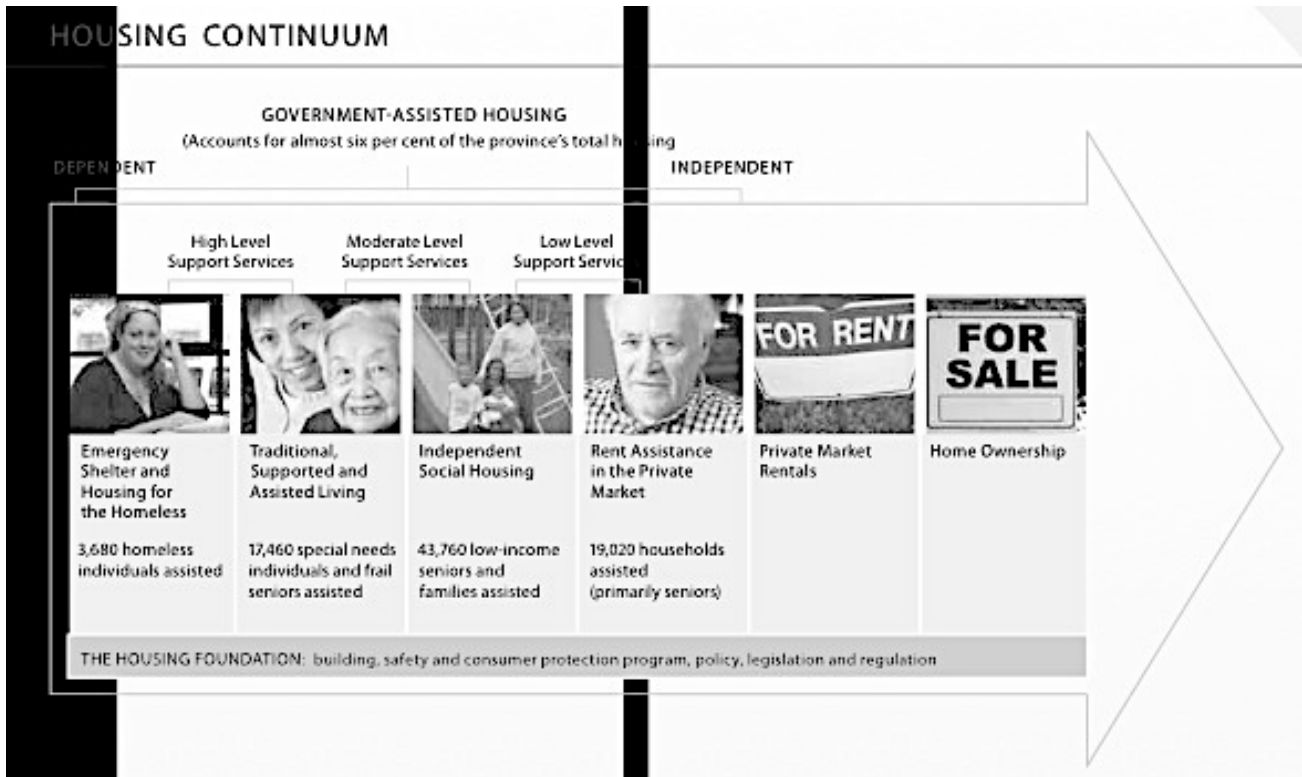 HOUSING CONTINUUM
GOVERNMENT-ASSISTED HOUSING
(Accounts for almost six per cent of the province's total housing
DEPENDENT
INDEPENDENT
High Level
Support Services
Moderate Level
Support Services
Low Level
Support Services
FOR RENT
FOR
SALE
Emergency
Shelter and
Housing for
the Homeless
3,680 homeless
individuals assisted
Traditional,
Supported and
Assisted Living
17,460 special needs
individuals and frail
seniors assisted
Independent
Social Housing
43,760 low-income
seniors and
families assisted
Rent Assistance
in the Private
Market
19,020 households
assisted
(primarily seniors)
Private Market
Rentals
Home Ownership
THE HOUSING FOUNDATION: building, safety and consumer protection program, policy, legislation and regulation